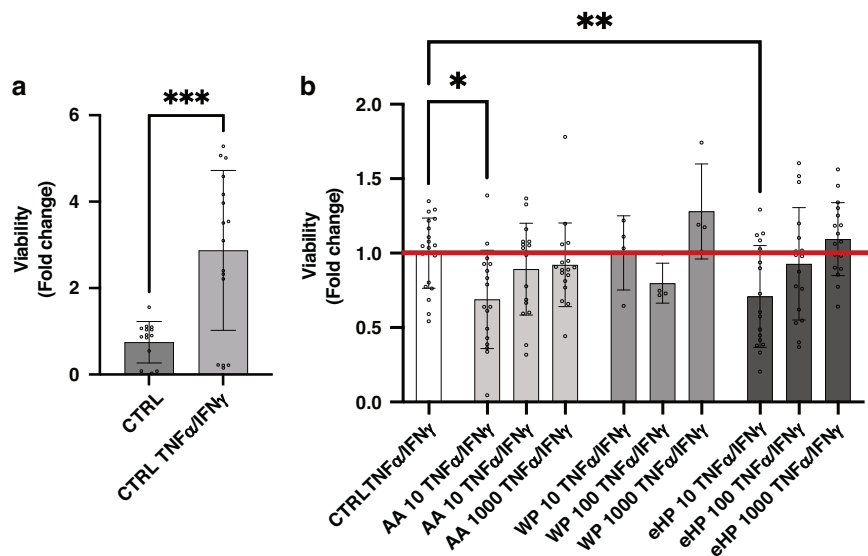 a
***
6
4
2
0
Viability
(Fold change)
CTRL
CTRL TNFα/IFNγ
b
**
*
2.0
1.5
1.0
0.5
0.0
Viability
(Fold change)
CTRLTNFα/IFNγ
AA 10 TNFα/IFNγ
AA 10 TNFα/IFNγ
AA 1000 TNFα/IFNγ
WP 10 TNFα/IFNγ
WP 100 TNFα/IFNγ
WP 1000 TNFα/IFNγ
eHP 10 TNFα/IFNγ
eHP 100 TNFα/IFNγ
eHP 1000 TNFα/IFNγ